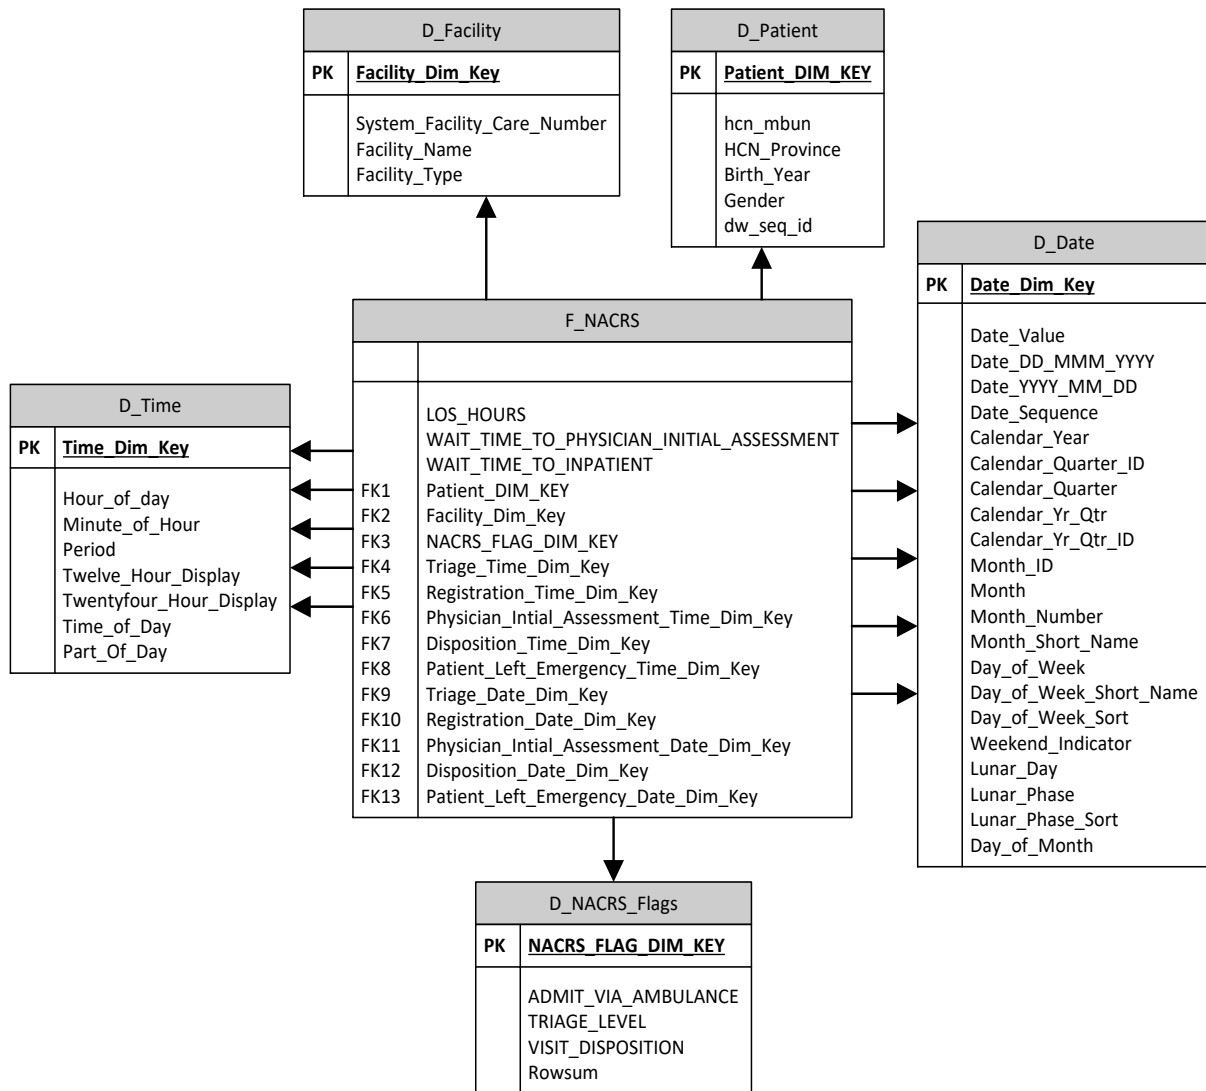 D_Facility
PK Facility_Dim_Key
System_Facility_Care_Number
Facility_Name
Facility_Type
D_Patient
PK Patient_DIM_KEY
hcn_mbun
HCN_Province
Birth_Year
Gender
dw_seq_id
D_Date
PK Date_Dim_Key
Date_Value
Date_DD_MMM_YYYY
Date_YYYY_MM_DD
Date_Sequence
Calendar_Year
Calendar_Quarter_ID
Calendar_Quarter
Calendar_Yr_Qtr
Calendar_Yr_Qtr_ID
Month_ID
Month
Month_Number
Month_Short_Name
Day_of_Week
Day_of_Week_Short_Name
Day_of_Week_Sort
Weekend_Indicator
Lunar_Day
Lunar_Phase
Lunar_Phase_Sort
Day_of_Month
F_NACRS
LOS_HOURS
WAIT_TIME_TO_PHYSICIAN_INITIAL_ASSESSMENT
WAIT_TIME_TO_INPATIENT
FK1 Patient_DIM_KEY
FK2 Facility_Dim_Key
FK3 NACRS_FLAG_DIM_KEY
FK4 Triage_Time_Dim_Key
FK5 Registration_Time_Dim_Key
FK6 Physician_Intial_Assessment_Time_Dim_Key
FK7 Disposition_Time_Dim_Key
FK8 Patient_Left_Emergency_Time_Dim_Key
FK9 Triage_Date_Dim_Key
FK10 Registration_Date_Dim_Key
FK11 Physician_Intial_Assessment_Date_Dim_Key
FK12 Disposition_Date_Dim_Key
FK13 Patient_Left_Emergency_Date_Dim_Key
D_Time
PK Time_Dim_Key
Hour_of_day
Minute_of_Hour
Period
Twelve_Hour_Display
Twentyfour_Hour_Display
Time_of_Day
Part_Of_Day
D_NACRS_Flags
PK NACRS_FLAG_DIM_KEY
ADMIT_VIA_AMBULANCE
TRIAGE_LEVEL
VISIT_DISPOSITION
Rowsum